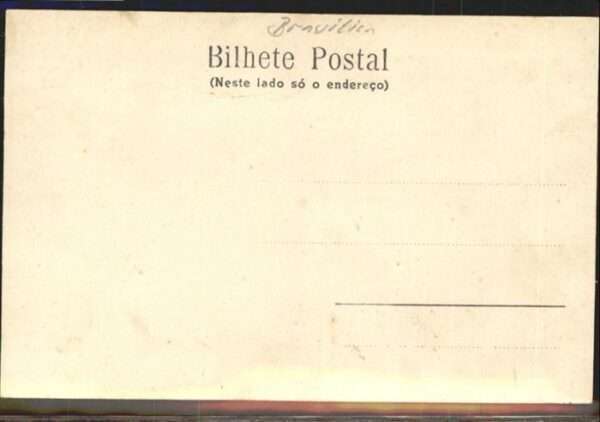 Brasilien
Bilhete Postal
(Neste lado só o endereço)